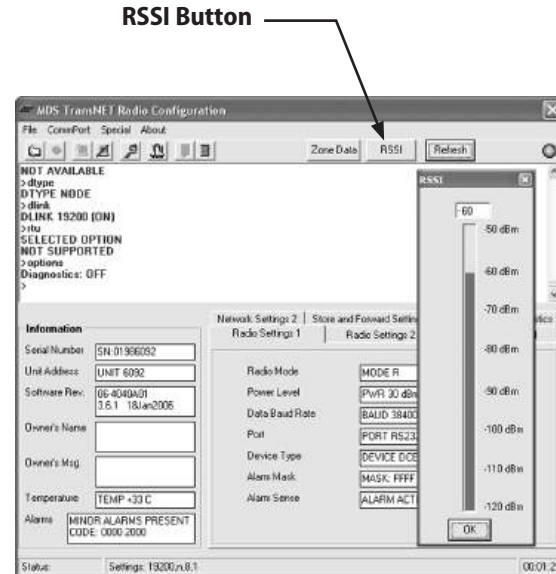 RSSI Button
MDS TransNET Radio Configuration
File CommPort Special About
Zone Data RSSI Refresh
NOT AVAILABLE
>dtype
DTYPE NODE
>dlink
DLINK 19200 [ON]
>stu
SELECTED OPTION
NOT SUPPORTED
>options
Diagnostics: OFF
>
RSSI
-60
-50 dBm
-60 dBm
-70 dBm
-80 dBm
-90 dBm
-100 dBm
-110 dBm
-120 dBm
OK
Network Settings 2 Store and Forward
Radio Settings 1 Radio Settings 2
Information
Serial Number SN:01986092
Unit Address UNIT 6092
Software Rev. 06-4040A01
3.6.1 18Jan2006
Owner's Name
Owner's Msg.
Temperature TEMP +33 C
Alarms MINOR ALARMS PRESENT
CODE: 0000 2000
Radio Mode MODE R
Power Level PWR 30 dBm
Data Baud Rate BAUD 38400
Port PORT RS232
Device Type DEVICE DCE
Alarm Mask MASK: FFFF
Alarm Sense
Status: Settings: 19200,n,8,1